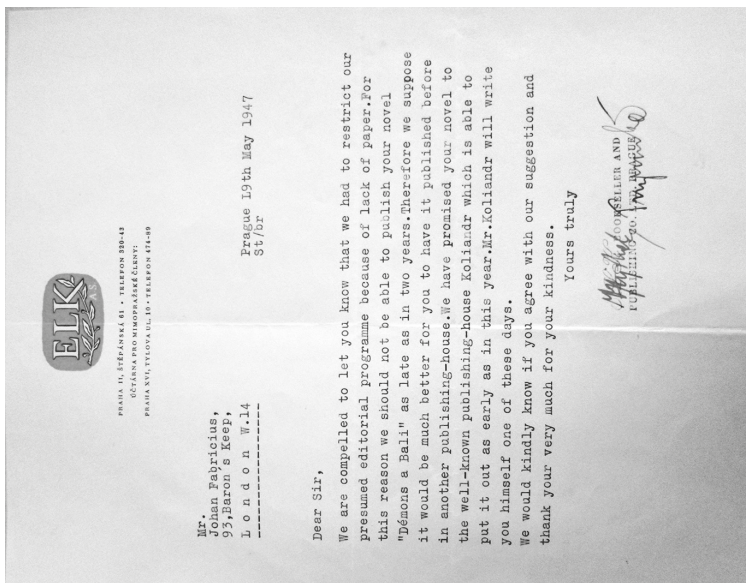 ELK
A.S.
PRAHA II, ŠTĚPÁNSKÁ 61 • TELEFON 320-43
ÚČTÁRNA PRO MIMOPRAŽSKÉ ČLENY:
PRAHA XVI, TYLOVA UL. 10 • TELEFON 474-89
Mr.
Johan Fabricius,
93,Baron s Keep,
L o n d o n W.14
Prague L9th May 1947
St/br
Dear Sir,
We are compelled to let you know that we had to restrict our
presumed editorial programme because of lack of paper.For
this reason we should not be able to publish your novel
"Démons a Bali" as late as in two years.Therefore we suppose
it would be much better for you to have it published before
in another publishing-house.We have promised your novel to
the well-known publishing-house Koliandr which is able to
put it out as early as in this year.Mr.Koliandr will write
you himself one of these days.
We would kindly know if you agree with our suggestion and
thank your very much for your kindness.
Yours truly
BOOKSELLER AND
PUBLISHING CO. LTD. PRAGUE